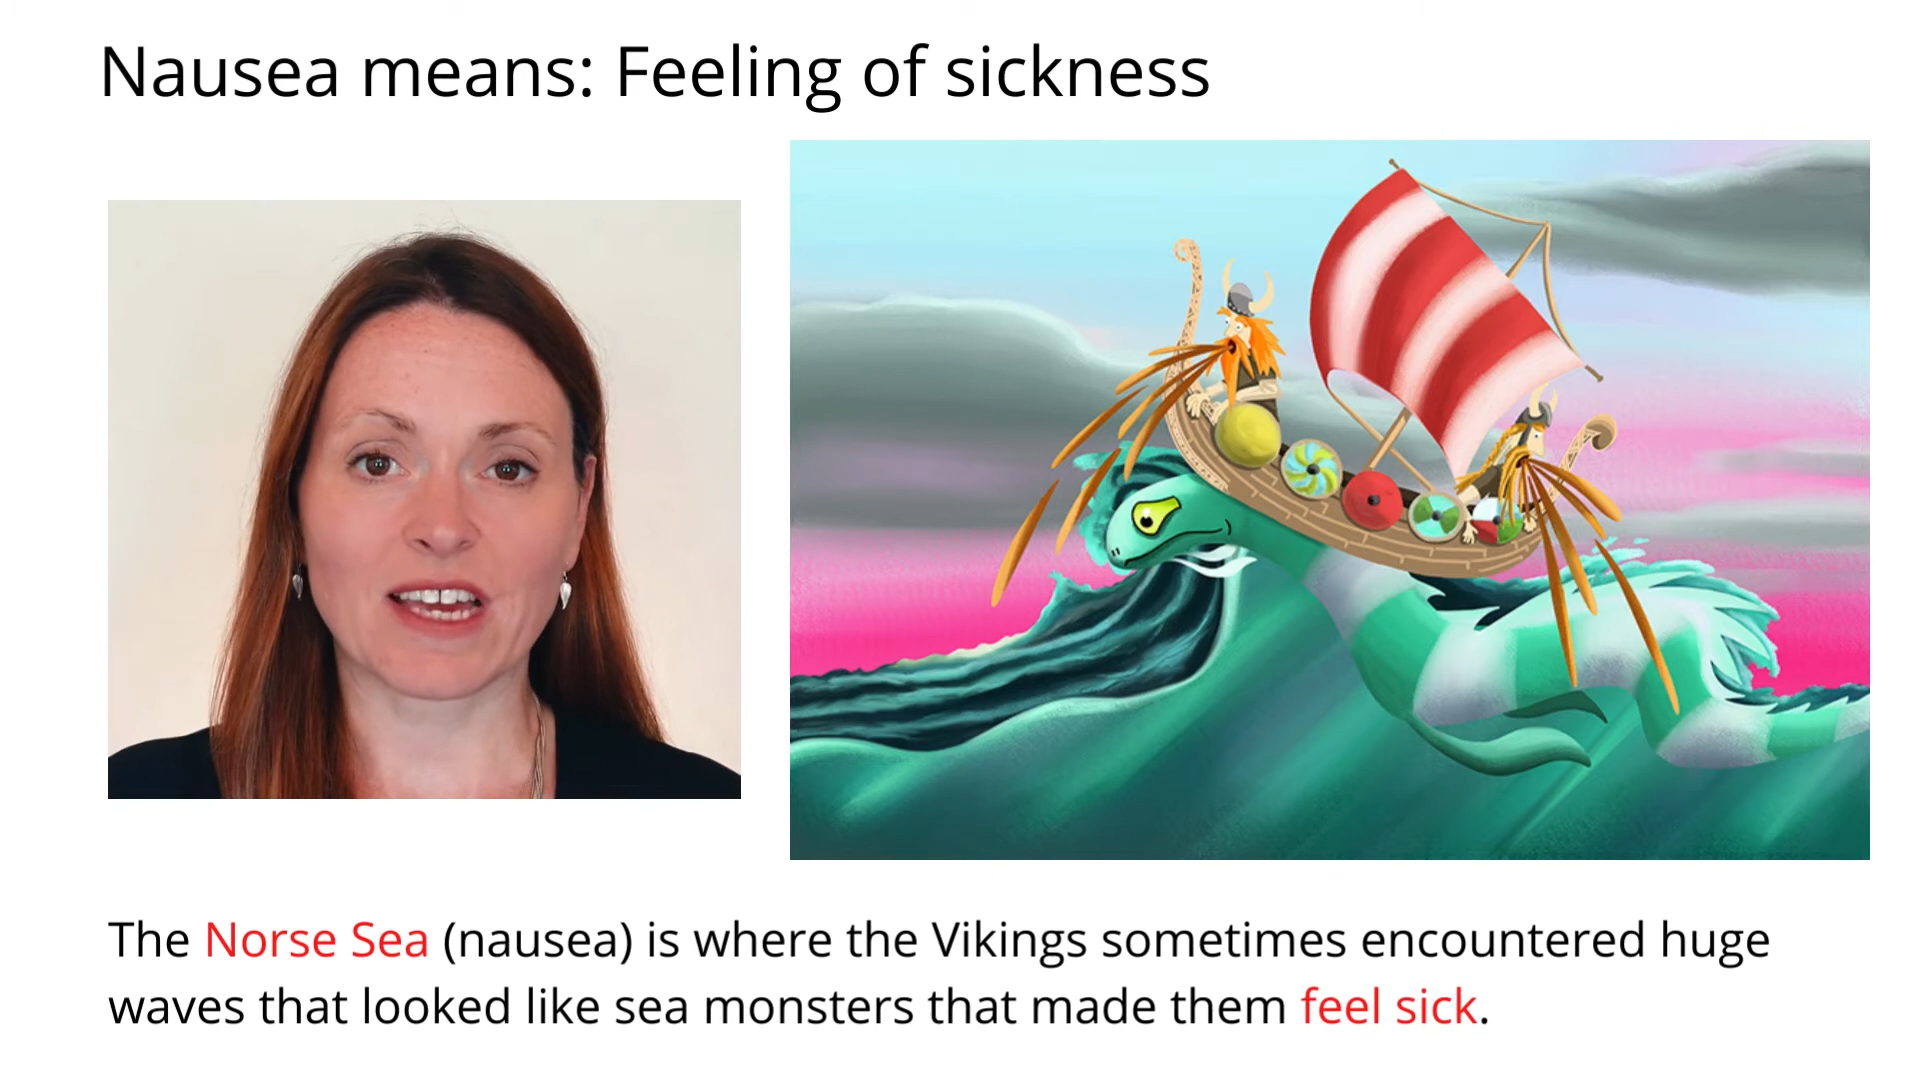 Nausea means: Feeling of sickness
The Norse Sea (nausea) is where the Vikings sometimes encountered huge
waves that looked like sea monsters that made them feel sick.